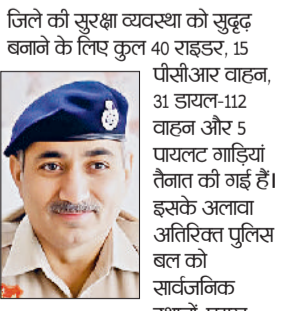 जिले की सुरक्षा व्यवस्था को सुदृढ़
बनाने के लिए कुल 40 राइडर, 15
पीसीआर वाहन,
31 डायल-112
वाहन और 5
पायलट गाड़ियां
तैनात की गई हैं।
इसके अलावा
अतिरिक्त पुलिस
बल को
सार्वजनिक